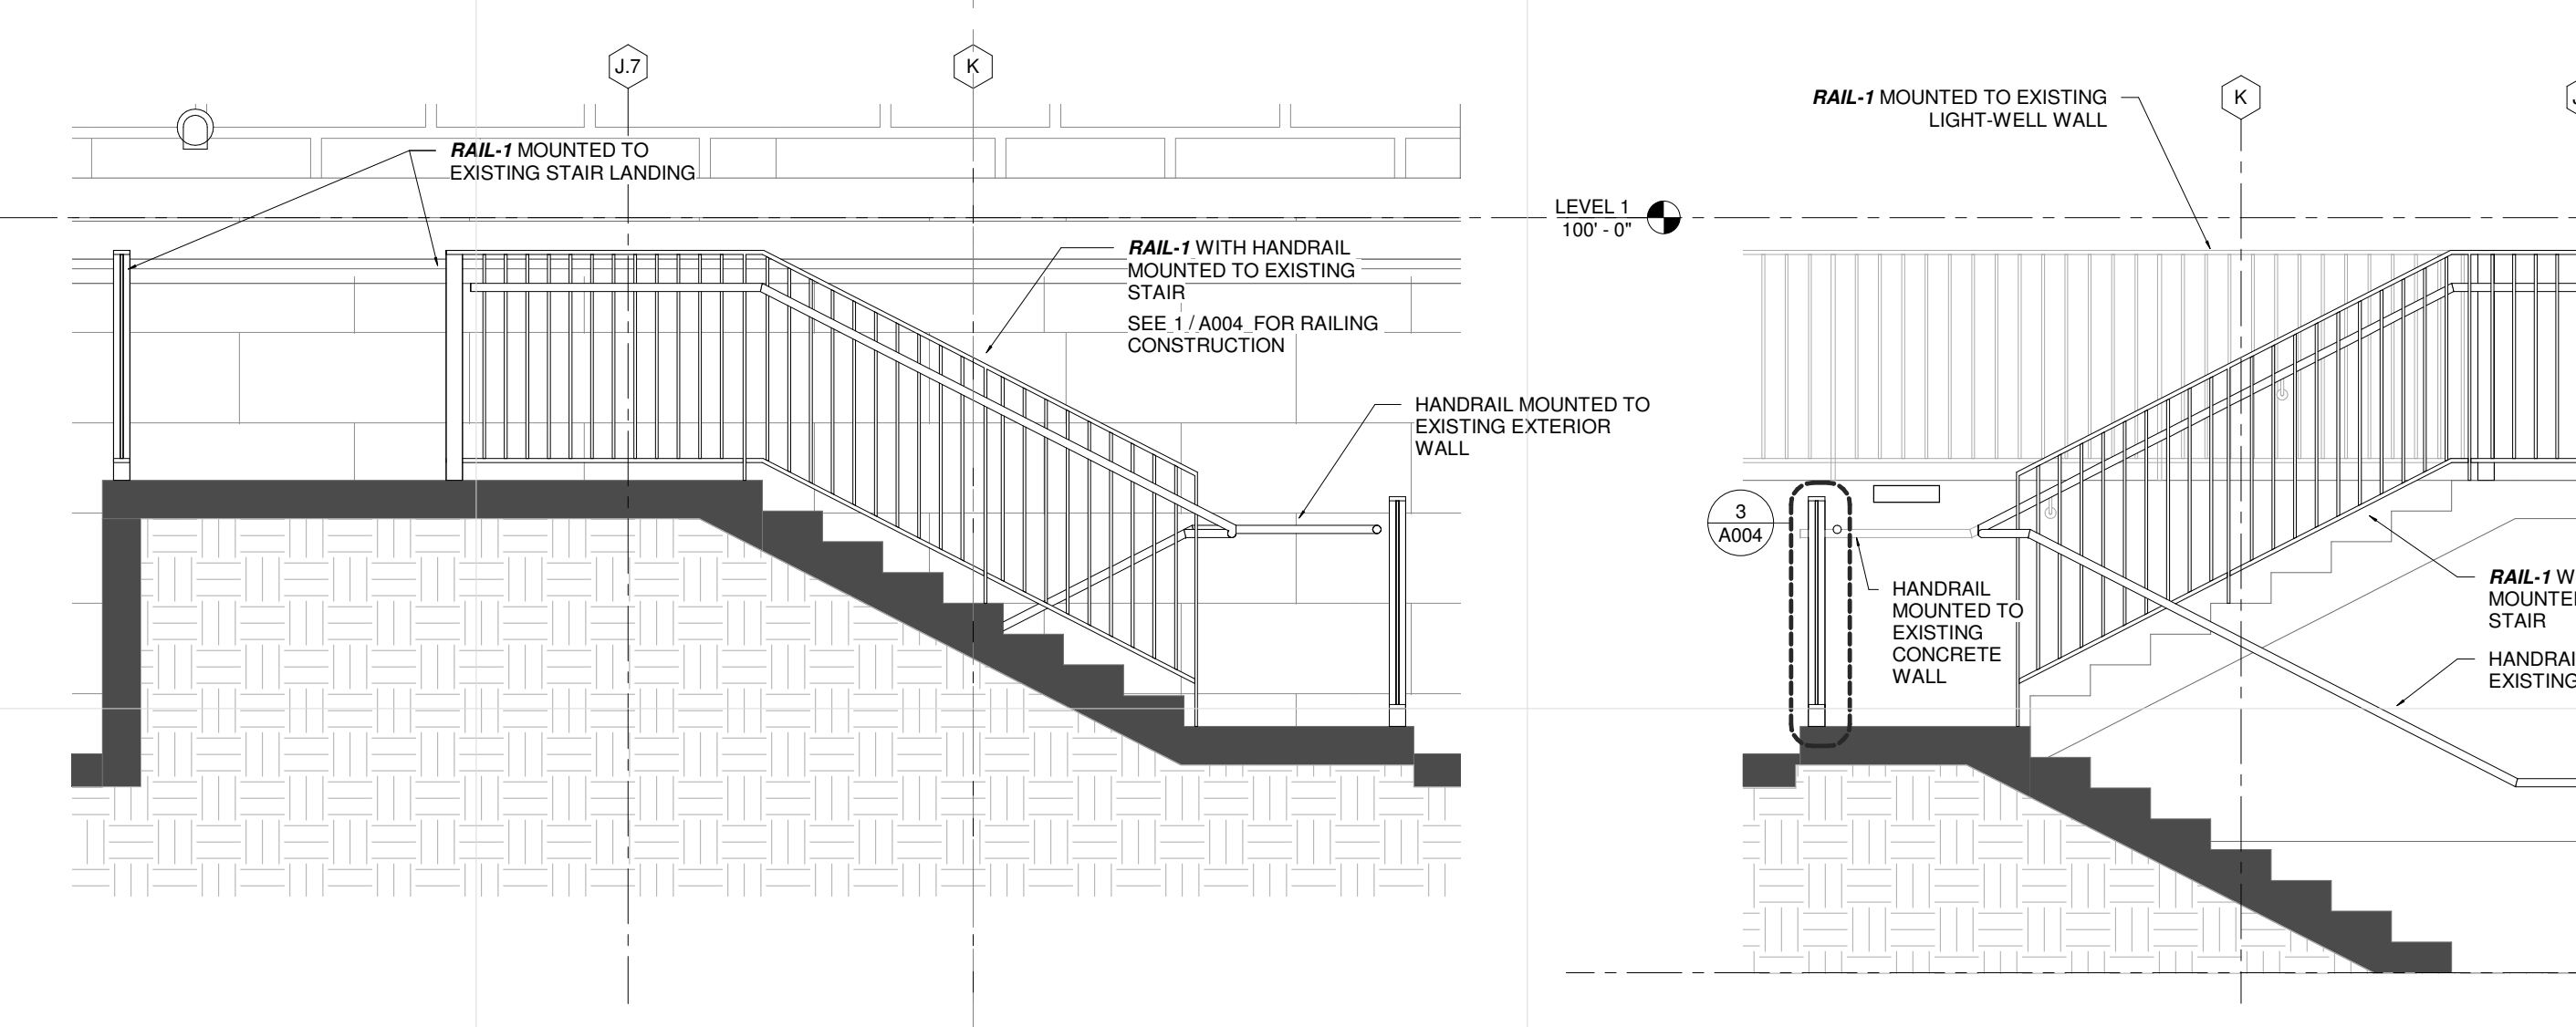 J.7
K
RAIL-1 MOUNTED TO
EXISTING STAIR LANDING
RAIL-1 WITH HANDRAIL
MOUNTED TO EXISTING
STAIR
SEE 1 / A004 FOR RAILING
CONSTRUCTION
HANDRAIL MOUNTED TO
EXISTING EXTERIOR
WALL
LEVEL 1
100' - 0"
RAIL-1 MOUNTED TO EXISTING
LIGHT-WELL WALL
K
3
A004
HANDRAIL
MOUNTED TO
EXISTING
CONCRETE
WALL
RAIL-1
STAIR
EXISTING